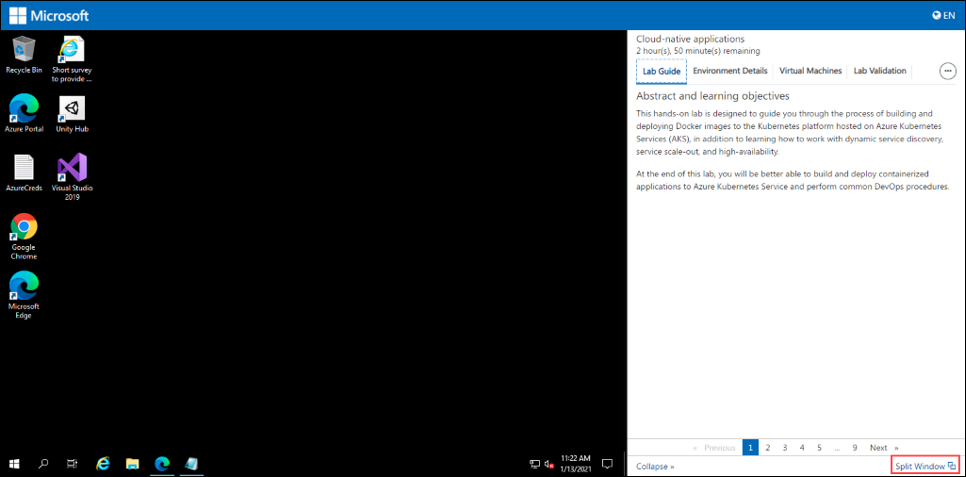 Microsoft
EN
Recycle Bin
Short survey
to provide ...
Azure Portal
Unity Hub
AzureCreds
Visual Studio
2019
Google
Chrome
Microsoft
Edge
11:22 AM
1/13/2021
Cloud-native applications
2 hour(s), 50 minute(s) remaining
Lab Guide Environment Details Virtual Machines Lab Validation
Abstract and learning objectives
This hands-on lab is designed to guide you through the process of building and
deploying Docker images to the Kubernetes platform hosted on Azure Kubernetes
Services (AKS), in addition to learning how to work with dynamic service discovery,
service scale-out, and high-availability.
At the end of this lab, you will be better able to build and deploy containerized
applications to Azure Kubernetes Service and perform common DevOps procedures.
« Previous 1 2 3 4 5 ... 9 Next »
Collapse » Split Window